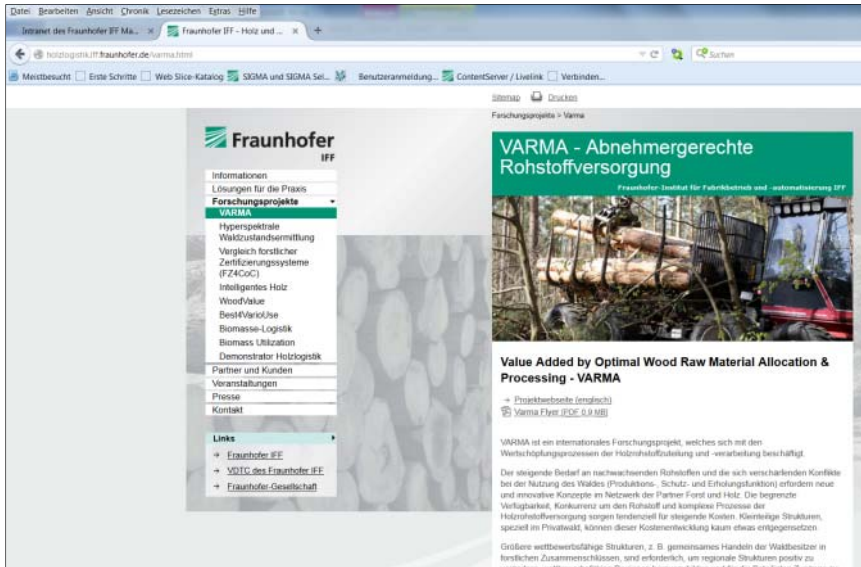 Datei Bearbeiten Ansicht Chronik Lesezeichen Extras Hilfe
Intranet des Fraunhofer IFF Ma... × Fraunhofer IFF - Holz und ... × +
holzlogistik.iff.fraunhofer.de/varma.html
Suchen
Meistbesucht Erste Schritte Web Slice-Katalog SIGMA und SIGMA Sel... Benutzeranmeldung... ContentServer / Livelink Verbinden...
Sitemap Drucken
Forschungsprojekte > Varma
Fraunhofer
IFF
Informationen
Lösungen für die Praxis
Forschungsprojekte
VARMA
Hyperspektrale
Waldzustandsermittlung
Vergleich forstlicher
Zertifizierungssysteme
(FZ4CoC)
Intelligentes Holz
WoodValue
Best4VarioUse
Biomasse-Logistik
Biomass Utilization
Demonstrator Holzlogistik
Partner und Kunden
Veranstaltungen
Presse
Kontakt
Links
→ Fraunhofer IFF
→ VDTC des Fraunhofer IFF
→ Fraunhofer-Gesellschaft
VARMA - Abnehmergerechte
Rohstoffversorgung
Fraunhofer-Institut für Fabrikbetrieb und -automatisierung IFF
Value Added by Optimal Wood Raw Material Allocation &
Processing - VARMA
→ Projektwebseite (englisch)
Varma Flyer (PDF 0,9 MB)
VARMA ist ein internationales Forschungsprojekt, welches sich mit den
Wertschöpfungsprozessen der Holzrohstoffzuteilung und -verarbeitung beschäftigt.
Der steigende Bedarf an nachwachsenden Rohstoffen und die sich verschärfenden Konflikte
bei der Nutzung des Waldes (Produktions-, Schutz- und Erholungsfunktion) erfordern neue
und innovative Konzepte im Netzwerk der Partner Forst und Holz. Die begrenzte
Verfügbarkeit, Konkurrenz um den Rohstoff und komplexe Prozesse der
Holzrohstoffversorgung sorgen tendenziell für steigende Kosten. Kleinteilige Strukturen,
speziell im Privatwald, können dieser Kostenentwicklung kaum etwas entgegensetzen.
Größere wettbewerbsfähige Strukturen, z. B. gemeinsames Handeln der Waldbesitzer in
forstlichen Zusammenschlüssen, sind erforderlich, um regionale Strukturen positiv zu